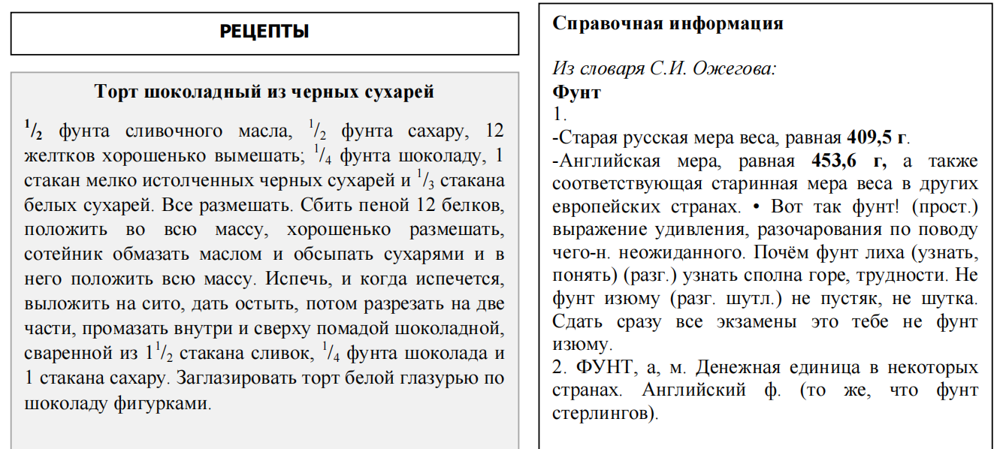 РЕЦЕПТЫ
Торт шоколадный из черных сухарей
1/2 фунта сливочного масла, 1/2 фунта сахару, 12
желтков хорошенько вымешать; 1/4 фунта шоколаду, 1
стакан мелко истолченных черных сухарей и 1/3 стакана
белых сухарей. Все размешать. Сбить пеной 12 белков,
положить во всю массу, хорошенько размешать,
сотейник обмазать маслом и обсыпать сухарями и в
него положить всю массу. Испечь, и когда испечется,
выложить на сито, дать остыть, потом разрезать на две
части, промазать внутри и сверху помадой шоколадной,
сваренной из 1 1/2 стакана сливок, 1/4 фунта шоколада и
1 стакана сахару. Заглазировать торт белой глазурью по
шоколаду фигурками.
Справочная информация
Из словаря С.И. Ожегова:
Фунт
1.
-Старая русская мера веса, равная 409,5 г.
-Английская мера, равная 453,6 г, а также
соответствующая старинная мера веса в других
европейских странах. • Вот так фунт! (прост.)
выражение удивления, разочарования по поводу
чего-н. неожиданного. Почём фунт лиха (узнать,
понять) (разг.) узнать сполна горе, трудности. Не
фунт изюму (разг. шутл.) не пустяк, не шутка.
Сдать сразу все экзамены это тебе не фунт
изюму.
2. ФУНТ, а, м. Денежная единица в некоторых
странах. Английский ф. (то же, что фунт
стерлингов).